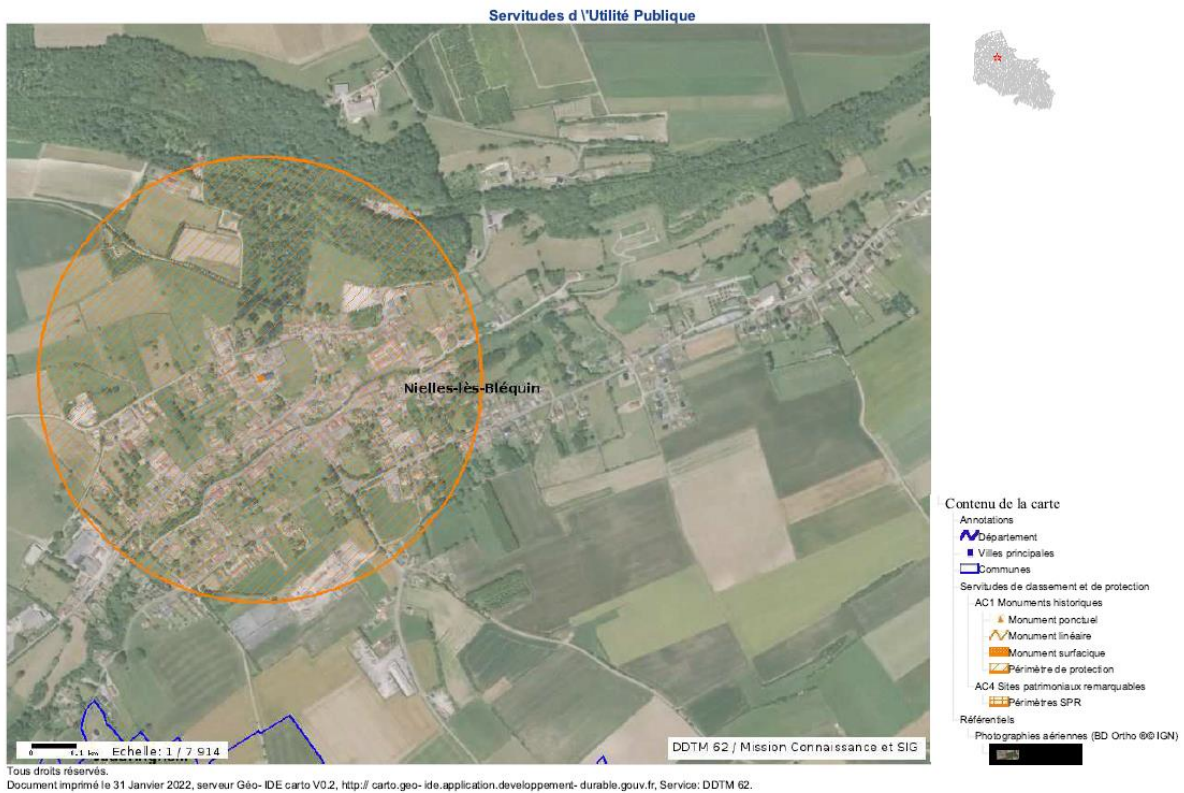 Servitudes d \'Utilité Publique
Nielles-lès-Bléquin
0 0.1 km Echelle: 1 / 7 914
DDTM 62 / Mission Connaissance et SIG
Contenu de la carte
Annotations
Département
Villes principales
Communes
Servitudes de classement et de protection
AC1 Monuments historiques
Monument ponctuel
Monument linéaire
Monument surfacique
Périmètre de protection
AC4 Sites patrimoniaux remarquables
Périmètres SPR
Référentiels
Photographies aériennes (BD Ortho ®© IGN)
Tous droits réservés.
Document imprimé le 31 Janvier 2022, serveur Géo- IDE carto V0.2, http:// carto.geo- ide.application.developpement- durable.gouv.fr, Service: DDTM 62.